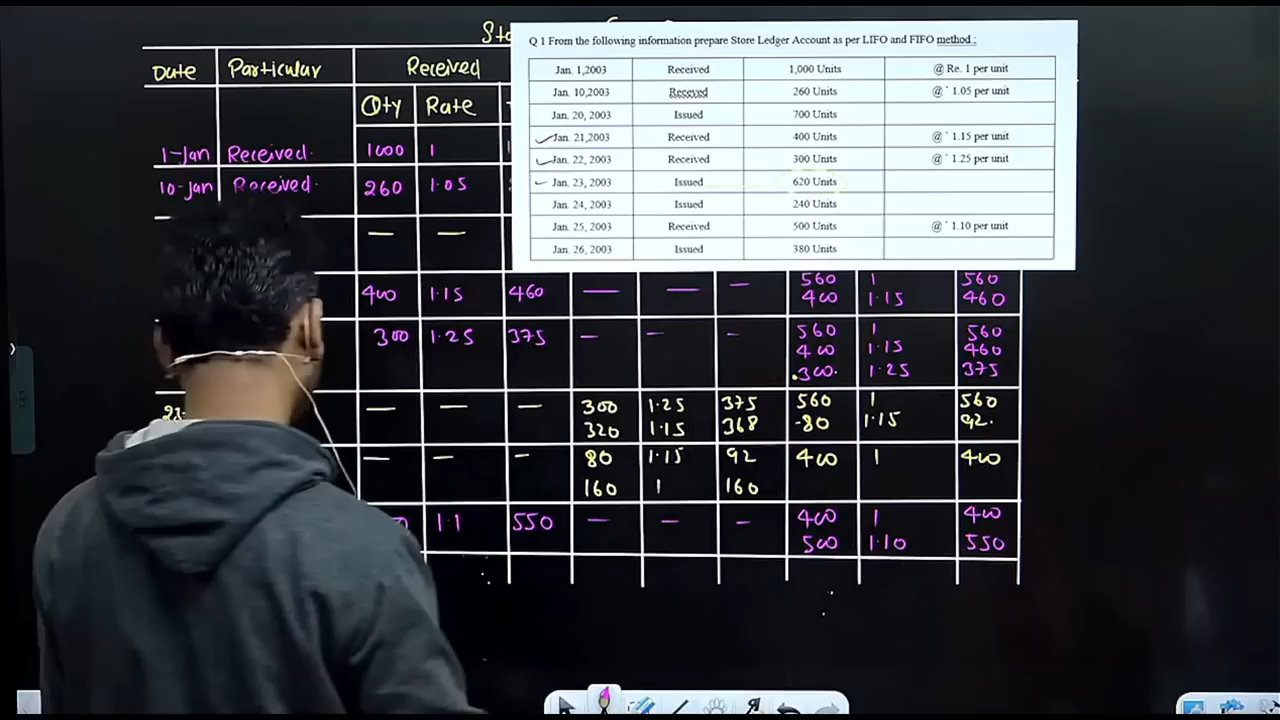 Sto
Q 1 From the following information prepare Store Ledger Account as per LIFO and FIFO method :
Jan. 1,2003 Received 1,000 Units @ Re. 1 per unit
Jan. 10,2003 Receved 260 Units @ ` 1.05 per unit
Jan. 20, 2003 Issued 700 Units
Jan. 21,2003 Received 400 Units @ ` 1.15 per unit
Jan. 22, 2003 Received 300 Units @ ` 1.25 per unit
Jan. 23, 2003 Issued 620 Units
Jan. 24, 2003 Issued 240 Units
Jan. 25, 2003 Received 500 Units @ ` 1.10 per unit
Jan. 26, 2003 Issued 380 Units
Date Particular Received
Qty Rate
1-Jan Received. 1000 1
10-jan Received. 260 1.05
— —
560 1 560
400 1.15 460 — — — 400 1.15 460
560 1 560
300 1.25 375 — — - 400 1.15 460
300 1.25 375
23- — — — 300 1.25 375 560 1 560
320 1.15 368 -80 1.15 92.
— — - 80 1.15 92 400 1 400
160 1 160
1.1 550 — — — 400 1 400
500 1.10 550